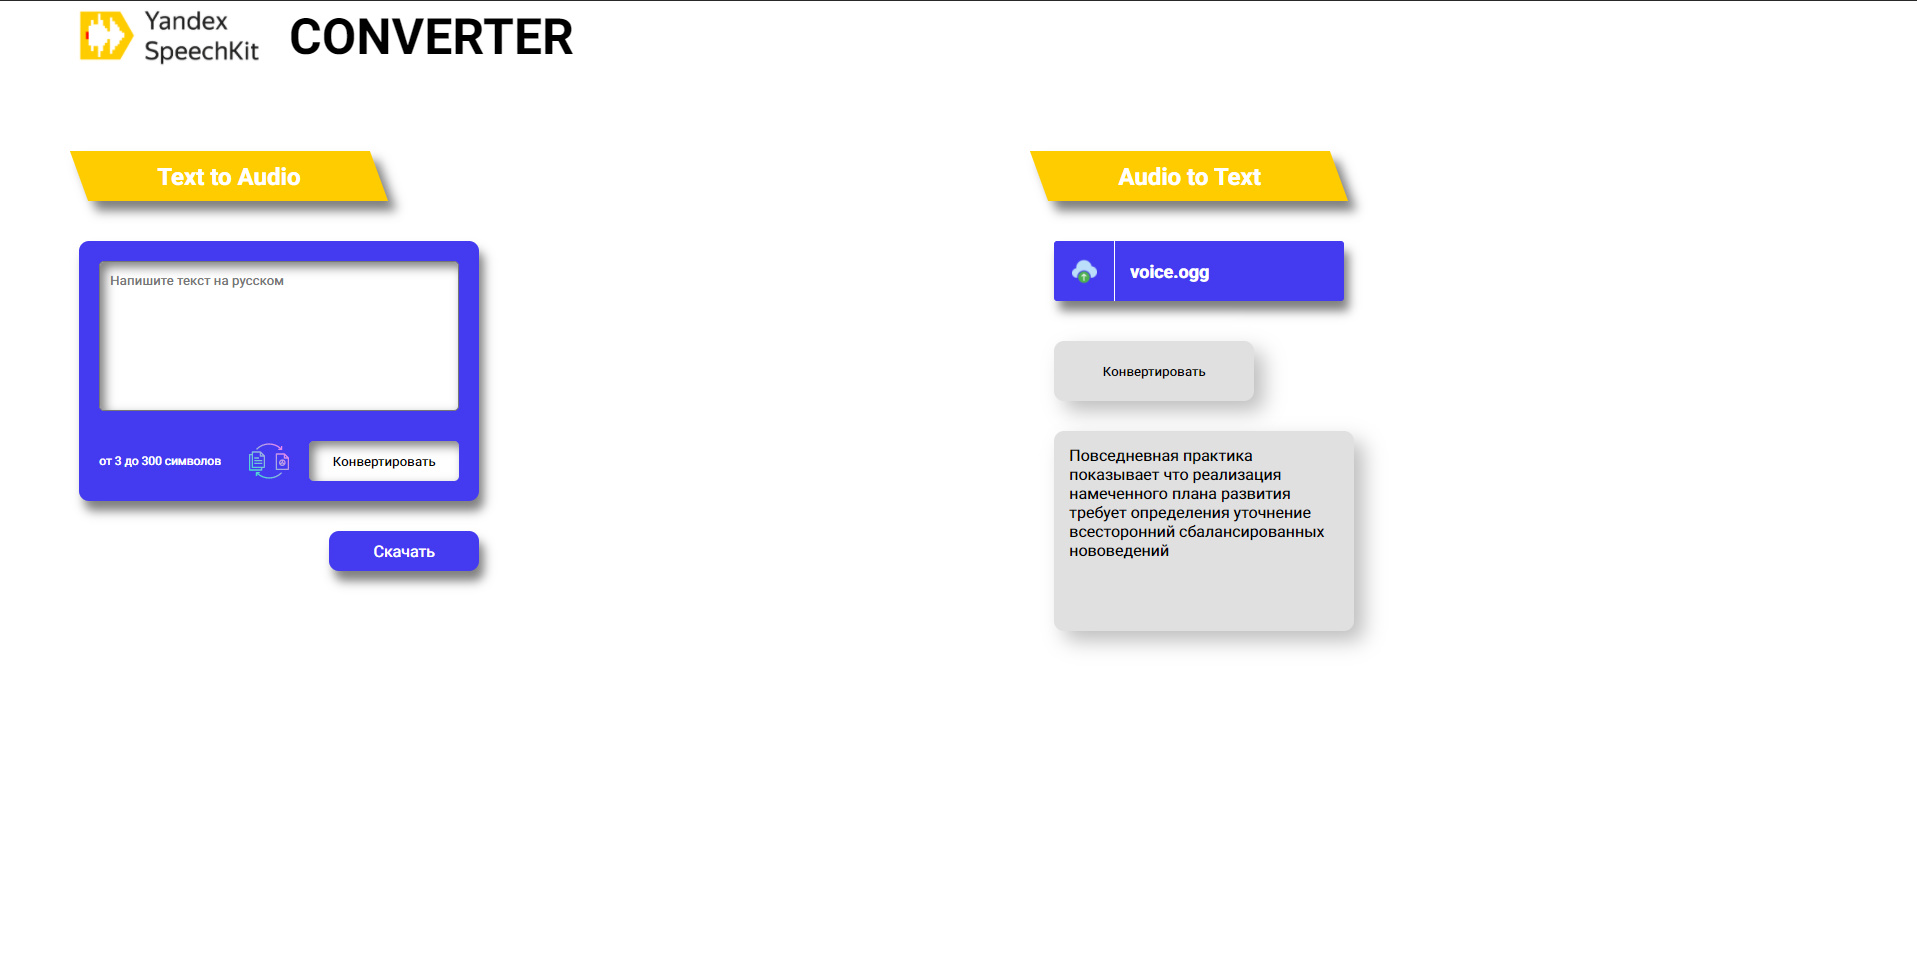 Yandex
SpeechKit
CONVERTER
Text to Audio
Напишите текст на русском
от 3 до 300 символов
Конвертировать
Скачать
Audio to Text
voice.ogg
Конвертировать
Повседневная практика
показывает что реализация
намеченного плана развития
требует определения уточнение
всесторонний сбалансированных
нововедений